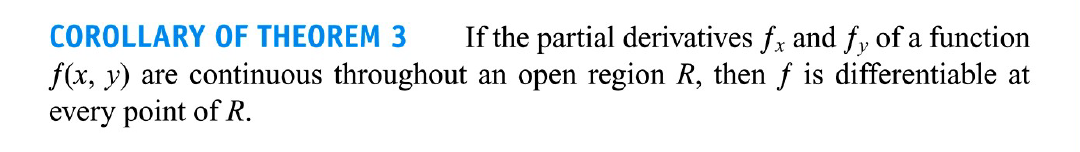 COROLLARY OF THEOREM 3 If the partial derivatives fₓ and f_y of a function
f(x, y) are continuous throughout an open region R, then f is differentiable at
every point of R.